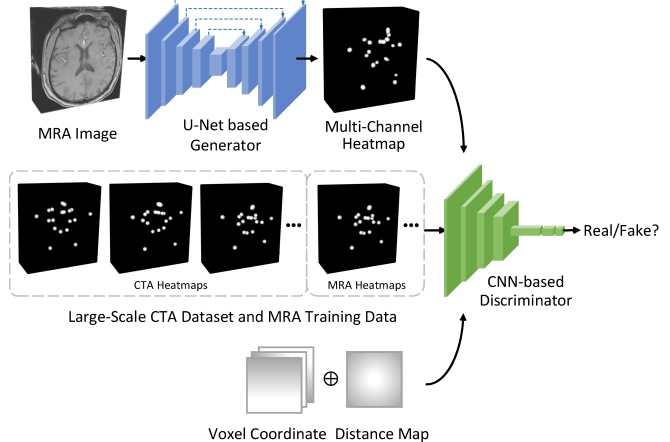 MRA Image
U-Net based
Generator
Multi-Channel
Heatmap
CTA Heatmaps
MRA Heatmaps
Real/Fake?
CNN-based
Discriminator
Large-Scale CTA Dataset and MRA Training Data
Voxel Coordinate
Distance Map